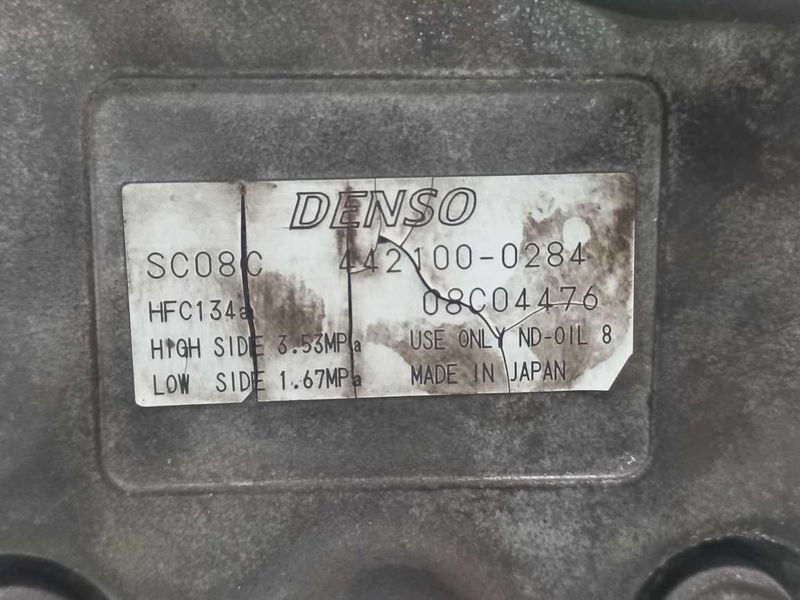 DENSO
SC08C 442100-0284
08C04476
HFC134a
HIGH SIDE 3.53MPa USE ONLY ND-OIL 8
LOW SIDE 1.67MPa MADE IN JAPAN